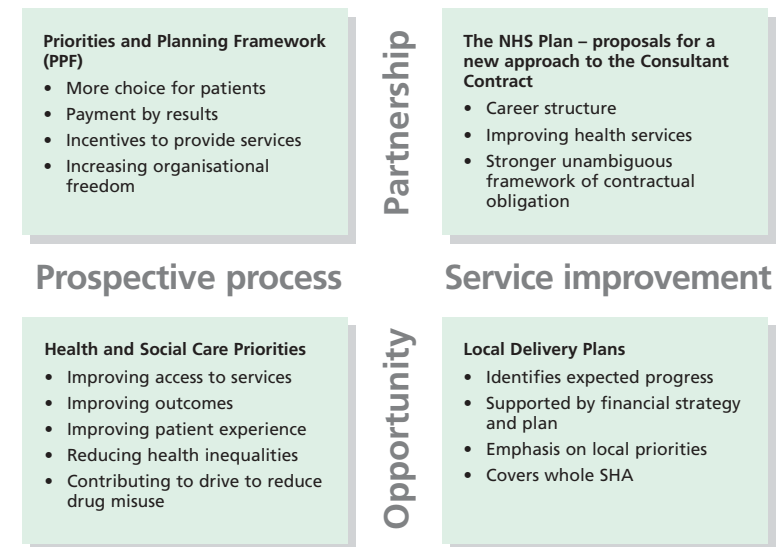 Priorities and Planning Framework
(PPF)
• More choice for patients
• Payment by results
• Incentives to provide services
• Increasing organisational
freedom
Partnership
The NHS Plan – proposals for a
new approach to the Consultant
Contract
• Career structure
• Improving health services
• Stronger unambiguous
framework of contractual
obligation
Prospective process
Service improvement
Health and Social Care Priorities
• Improving access to services
• Improving outcomes
• Improving patient experience
• Reducing health inequalities
• Contributing to drive to reduce
drug misuse
Opportunity
Local Delivery Plans
• Identifies expected progress
• Supported by financial strategy
and plan
• Emphasis on local priorities
• Covers whole SHA